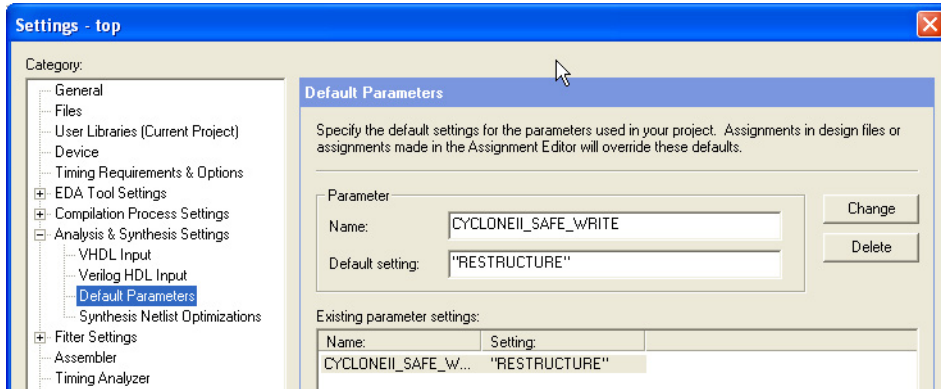 Settings - top
Category:
General
Files
User Libraries (Current Project)
Device
Timing Requirements & Options
EDA Tool Settings
Compilation Process Settings
Analysis & Synthesis Settings
VHDL Input
Verilog HDL Input
Default Parameters
Synthesis Netlist Optimizations
Fitter Settings
Assembler
Timing Analyzer
Default Parameters
Specify the default settings for the parameters used in your project. Assignments in design files or
assignments made in the Assignment Editor will override these defaults.
Parameter
Name: CYCLONEII_SAFE_WRITE
Default setting: "RESTRUCTURE"
Change
Delete
Existing parameter settings:
Name: Setting:
CYCLONEII_SAFE_W... "RESTRUCTURE"